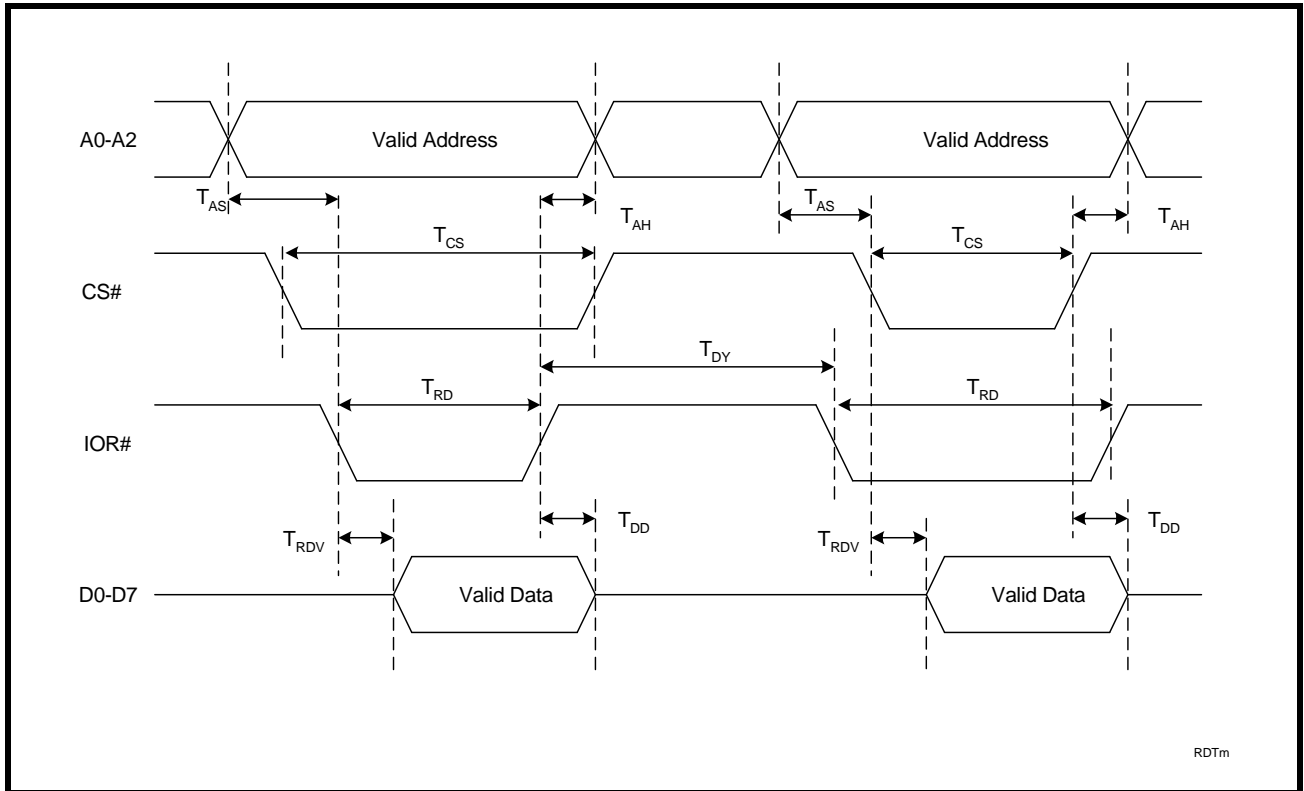 A0-A2
Valid Address
Valid Address
TAS
TAH
TAS
TAH
TCS
TCS
CS#
TDY
TRD
TRD
IOR#
TRDV
TDD
TRDV
TDD
D0-D7
Valid Data
Valid Data
RDTm